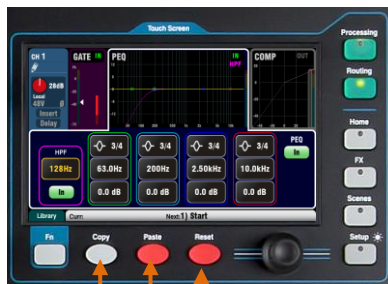 Touch Screen
Processing
Routing
Home
FX
Scenes
Setup
CH 1
28dB
Local
48V
Insert
Delay
GATE IN
PEQ IN
HPF
COMP OUT
HPF
128Hz
In
3/4
63.0Hz
0.0 dB
3/4
200Hz
0.0 dB
3/4
2.50kHz
0.0 dB
3/4
10.0kHz
0.0 dB
PEQ
In
Library Curr: Next:1) Start
Fn
Copy
Paste
Reset